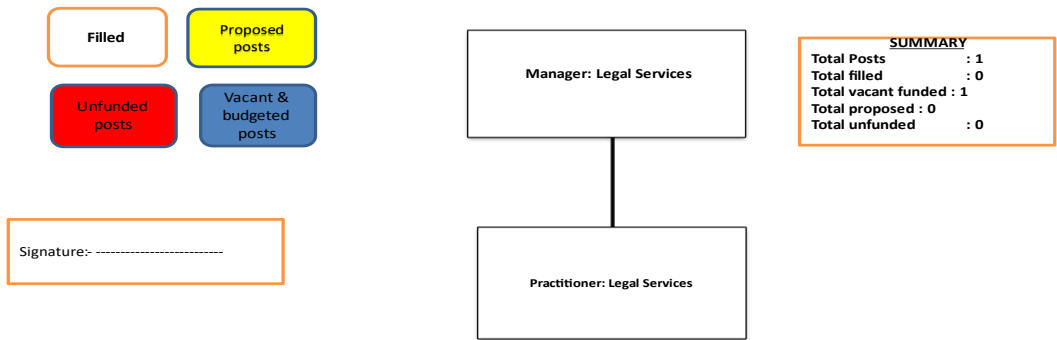 Filled
Proposed
posts
Unfunded
posts
Vacant &
budgeted
posts
Manager: Legal Services
SUMMARY
Total Posts : 1
Total filled : 0
Total vacant funded : 1
Total proposed : 0
Total unfunded : 0
Signature:- --------------------------
Practitioner: Legal Services